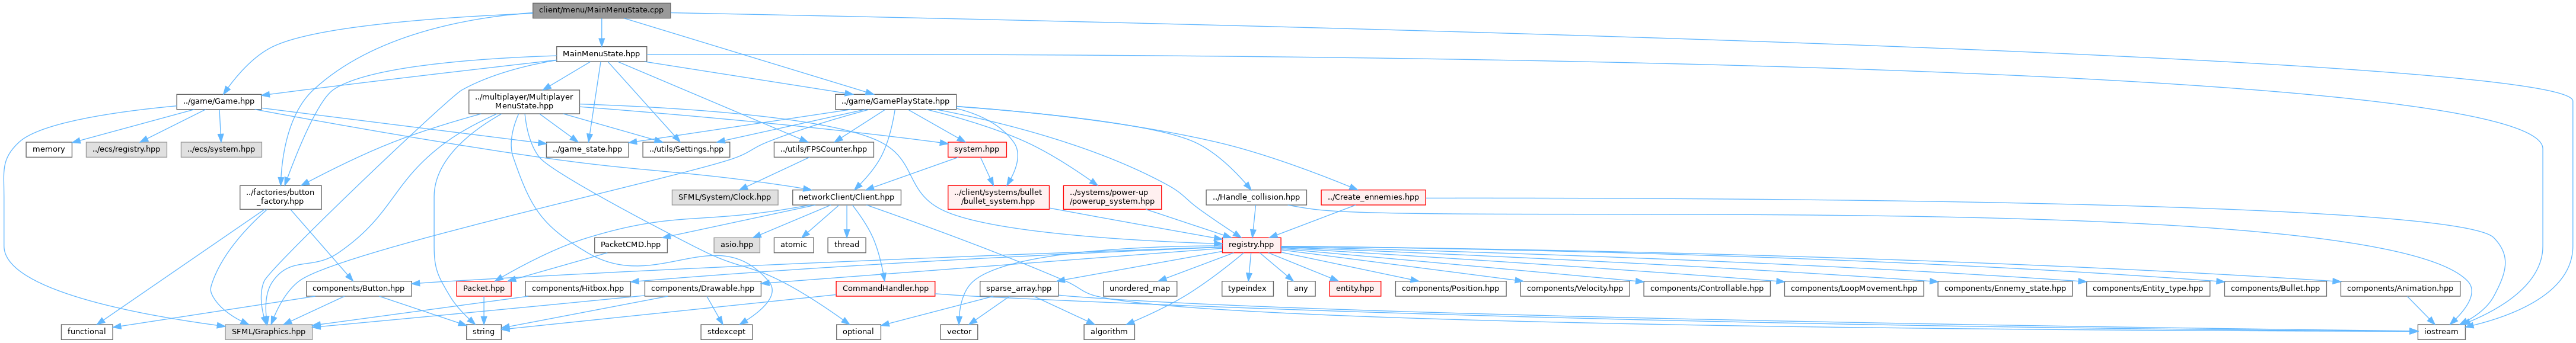 client/menu/MainMenuState.cpp
MainMenuState.hpp
../game/Game.hpp
../multiplayer/Multiplayer
MenuState.hpp
../game/GamePlayState.hpp
memory
../ecs/registry.hpp
../ecs/system.hpp
../game_state.hpp
../utils/Settings.hpp
../utils/FPSCounter.hpp
system.hpp
../factories/button
_factory.hpp
SFML/System/Clock.hpp
networkClient/Client.hpp
../client/systems/bullet
/bullet_system.hpp
../systems/power-up
/powerup_system.hpp
../Handle_collision.hpp
../Create_ennemies.hpp
PacketCMD.hpp
asio.hpp
atomic
thread
registry.hpp
components/Button.hpp
Packet.hpp
components/Hitbox.hpp
components/Drawable.hpp
CommandHandler.hpp
sparse_array.hpp
unordered_map
typeindex
any
entity.hpp
components/Position.hpp
components/Velocity.hpp
components/Controllable.hpp
components/LoopMovement.hpp
components/Ennemy_state.hpp
components/Entity_type.hpp
components/Bullet.hpp
components/Animation.hpp
functional
SFML/Graphics.hpp
string
stdexcept
optional
vector
algorithm
iostream